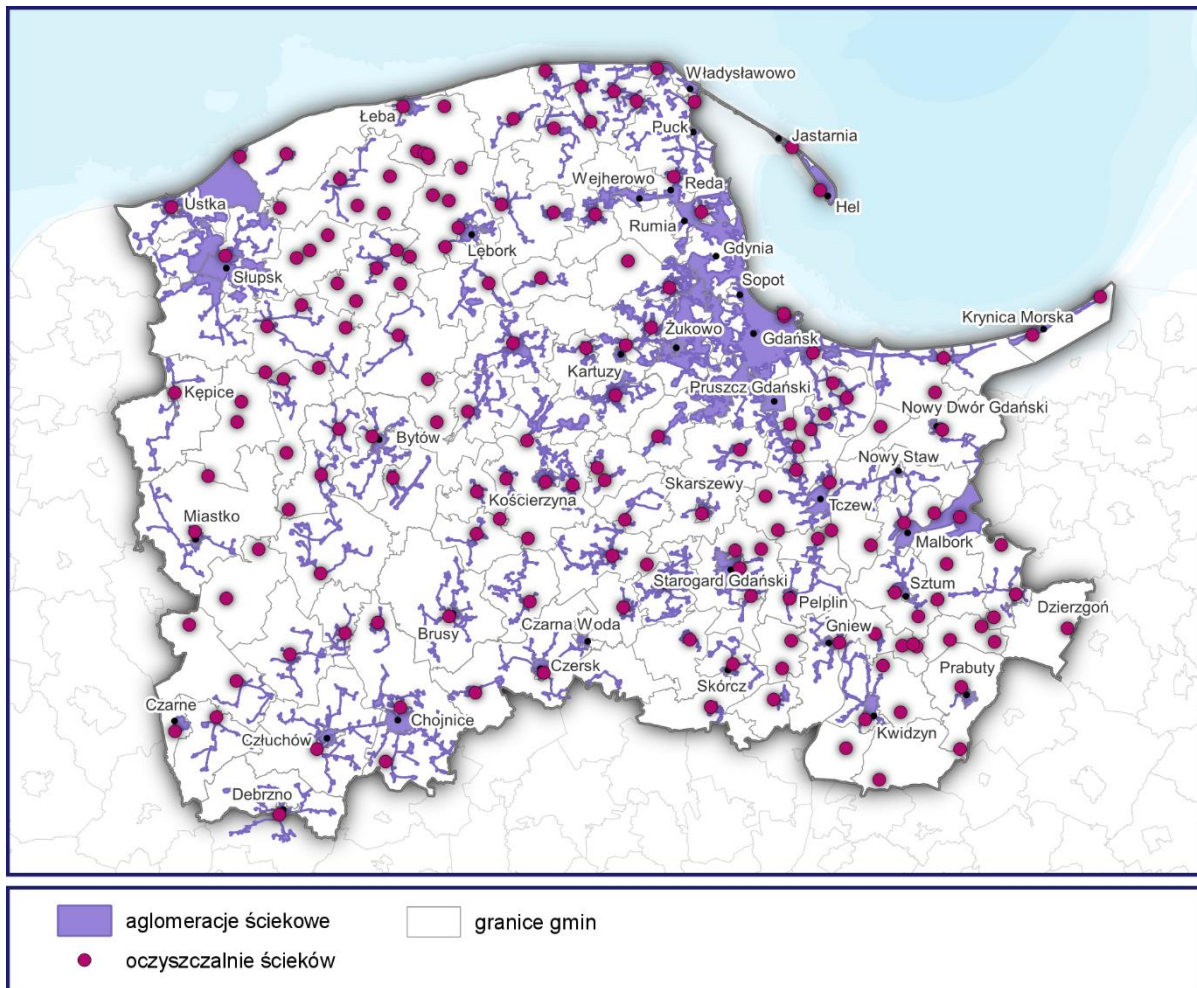 Władysławowo
Łeba
Puck
Jastarnia
Wejherowo
Reda
Hel
Ustka
Rumia
Lębork
Gdynia
Słupsk
Sopot
Krynica Morska
Żukowo
Gdańsk
Kartuzy
Kępice
Pruszcz Gdański
Nowy Dwór Gdański
Bytów
Nowy Staw
Skarszewy
Kościerzyna
Tczew
Miastko
Malbork
Starogard Gdański
Sztum
Pelplin
Dzierzgoń
Czarna Woda
Brusy
Gniew
Prabuty
Czersk
Skórcz
Czarne
Chojnice
Kwidzyn
Człuchów
Debrzno
aglomeracje ściekowe
granice gmin
oczyszczalnie ścieków